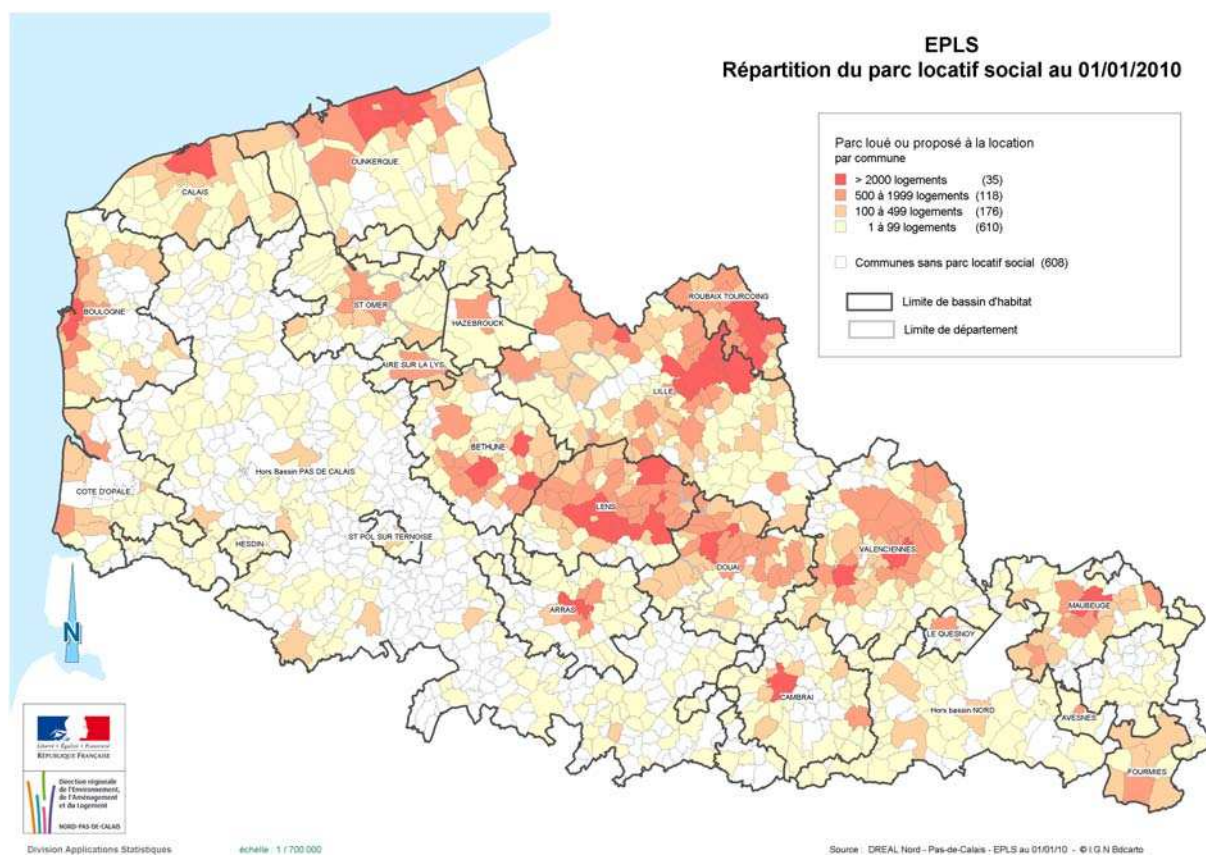 EPLS
Répartition du parc locatif social au 01/01/2010
Parc loué ou proposé à la location
par commune
> 2000 logements (35)
500 à 1999 logements (118)
100 à 499 logements (176)
1 à 99 logements (610)
Communes sans parc locatif social (608)
Limite de bassin d'habitat
Limite de département
DUNKERQUE
CALAIS
ROUBAIX TOURCOING
ST OMER
BOULOGNE
HAZEBROUCK
AIRE SUR LA LYS
LILLE
BETHUNE
Hors Bassin PAS DE CALAIS
COTE D'OPALE
LENS
HESDIN
ST POL SUR TERNOISE
VALENCIENNES
DOUAI
ARRAS
MAUBEUGE
LE QUESNOY
CAMBRAI
Hors bassin NORD
AVESNES
FOURMIES
N
Liberté • Égalité • Fraternité
RÉPUBLIQUE FRANÇAISE
Direction régionale
de l'Environnement,
de l'Aménagement
et du Logement
NORD-PAS-DE-CALAIS
Division Applications Statistiques
échelle : 1 / 700 000
Source : DREAL Nord - Pas-de-Calais - EPLS au 01/01/10 - © I.G.N Bdcarto